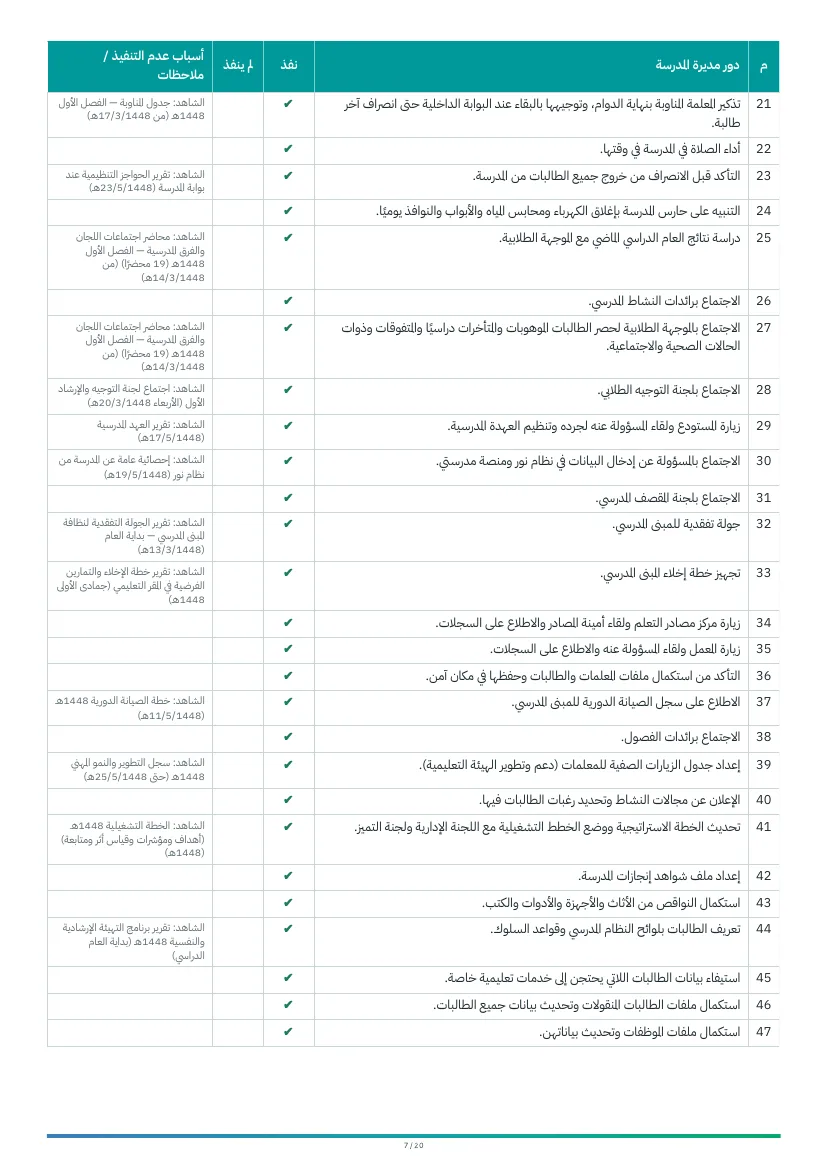 م	دور مديرة المدرسة	نفذ	لم ينفذ	أسباب عدم التنفيذ /
ملاحظات
21	تذكير المعلمة المناوبة بنهاية الدوام، وتوجيهها بالبقاء عند البوابة الداخلية حتى انصراف آخر	✔	الشاهد: جدول المناوبة — الفصل الأول
طالبة.	1448هـ (من 17/3/1448هـ)
22	أداء الصلاة في المدرسة في وقتها.	✔
23	التأكد قبل الانصراف من خروج جميع الطالبات من المدرسة.	✔	الشاهد: تقرير الحواجز التنظيمية عند
بوابة المدرسة (23/5/1448هـ)
24	التنبيه على حارس المدرسة بإغلاق الكهرباء ومحابس المياه والأبواب والنوافذ يوميًا.	✔
25	دراسة نتائج العام الدراسي الماضي مع الموجهة الطلابية.	✔	الشاهد: محاضر اجتماعات اللجان
والفرق المدرسية — الفصل الأول
1448هـ (19 محضرًا) (من
14/3/1448هـ)
26	الاجتماع برائدات النشاط المدرسي.	✔
27	الاجتماع بالموجهة الطلابية لحصر الطالبات الموهوبات والمتأخرات دراسيًا والمتفوقات وذوات	✔	الشاهد: محاضر اجتماعات اللجان
الحالات الصحية والاجتماعية.	والفرق المدرسية — الفصل الأول
1448هـ (19 محضرًا) (من
14/3/1448هـ)
28	الاجتماع بلجنة التوجيه الطلابي.	✔	الشاهد: اجتماع لجنة التوجيه والإرشاد
الأول (الأربعاء 20/3/1448هـ)
29	زيارة المستودع ولقاء المسؤولة عنه لجرده وتنظيم العهدة المدرسية.	✔	الشاهد: تقرير العهد المدرسية
(17/5/1448هـ)
30	الاجتماع بالمسؤولة عن إدخال البيانات في نظام نور ومنصة مدرستي.	✔	الشاهد: إحصائية عامة عن المدرسة من
نظام نور (19/5/1448هـ)
31	الاجتماع بلجنة المقصف المدرسي.	✔
32	جولة تفقدية للمبنى المدرسي.	✔	الشاهد: تقرير الجولة التفقدية لنظافة
المبنى المدرسي — بداية العام
(13/3/1448هـ)
33	تجهيز خطة إخلاء المبنى المدرسي.	✔	الشاهد: تقرير خطة الإخلاء والتمارين
الفرضية في المقر التعليمي (جمادى الأولى
1448هـ)
34	زيارة مركز مصادر التعلم ولقاء أمينة المصادر والاطلاع على السجلات.	✔
35	زيارة المعمل ولقاء المسؤولة عنه والاطلاع على السجلات.	✔
36	التأكد من استكمال ملفات المعلمات والطالبات وحفظها في مكان آمن.	✔
37	الاطلاع على سجل الصيانة الدورية للمبنى المدرسي.	✔	الشاهد: خطة الصيانة الدورية 1448هـ
(11/5/1448هـ)
38	الاجتماع برائدات الفصول.	✔
39	إعداد جدول الزيارات الصفية للمعلمات (دعم وتطوير الهيئة التعليمية).	✔	الشاهد: سجل التطوير والنمو المهني
1448هـ (حتى 25/5/1448هـ)
40	الإعلان عن مجالات النشاط وتحديد رغبات الطالبات فيها.	✔
41	تحديث الخطة الاستراتيجية ووضع الخطط التشغيلية مع اللجنة الإدارية ولجنة التميز.	✔	الشاهد: الخطة التشغيلية 1448هـ
(أهداف ومؤشرات وقياس أثر ومتابعة)
(1448هـ)
42	إعداد ملف شواهد إنجازات المدرسة.	✔
43	استكمال النواقص من الأثاث والأجهزة والأدوات والكتب.	✔
44	تعريف الطالبات بلوائح النظام المدرسي وقواعد السلوك.	✔	الشاهد: تقرير برنامج التهيئة الإرشادية
والنفسية 1448هـ (بداية العام
الدراسي)
45	استيفاء بيانات الطالبات اللاتي يحتجن إلى خدمات تعليمية خاصة.	✔
46	استكمال ملفات الطالبات المنقولات وتحديث بيانات جميع الطالبات.	✔
47	استكمال ملفات الموظفات وتحديث بياناتهن.	✔
7 / 20